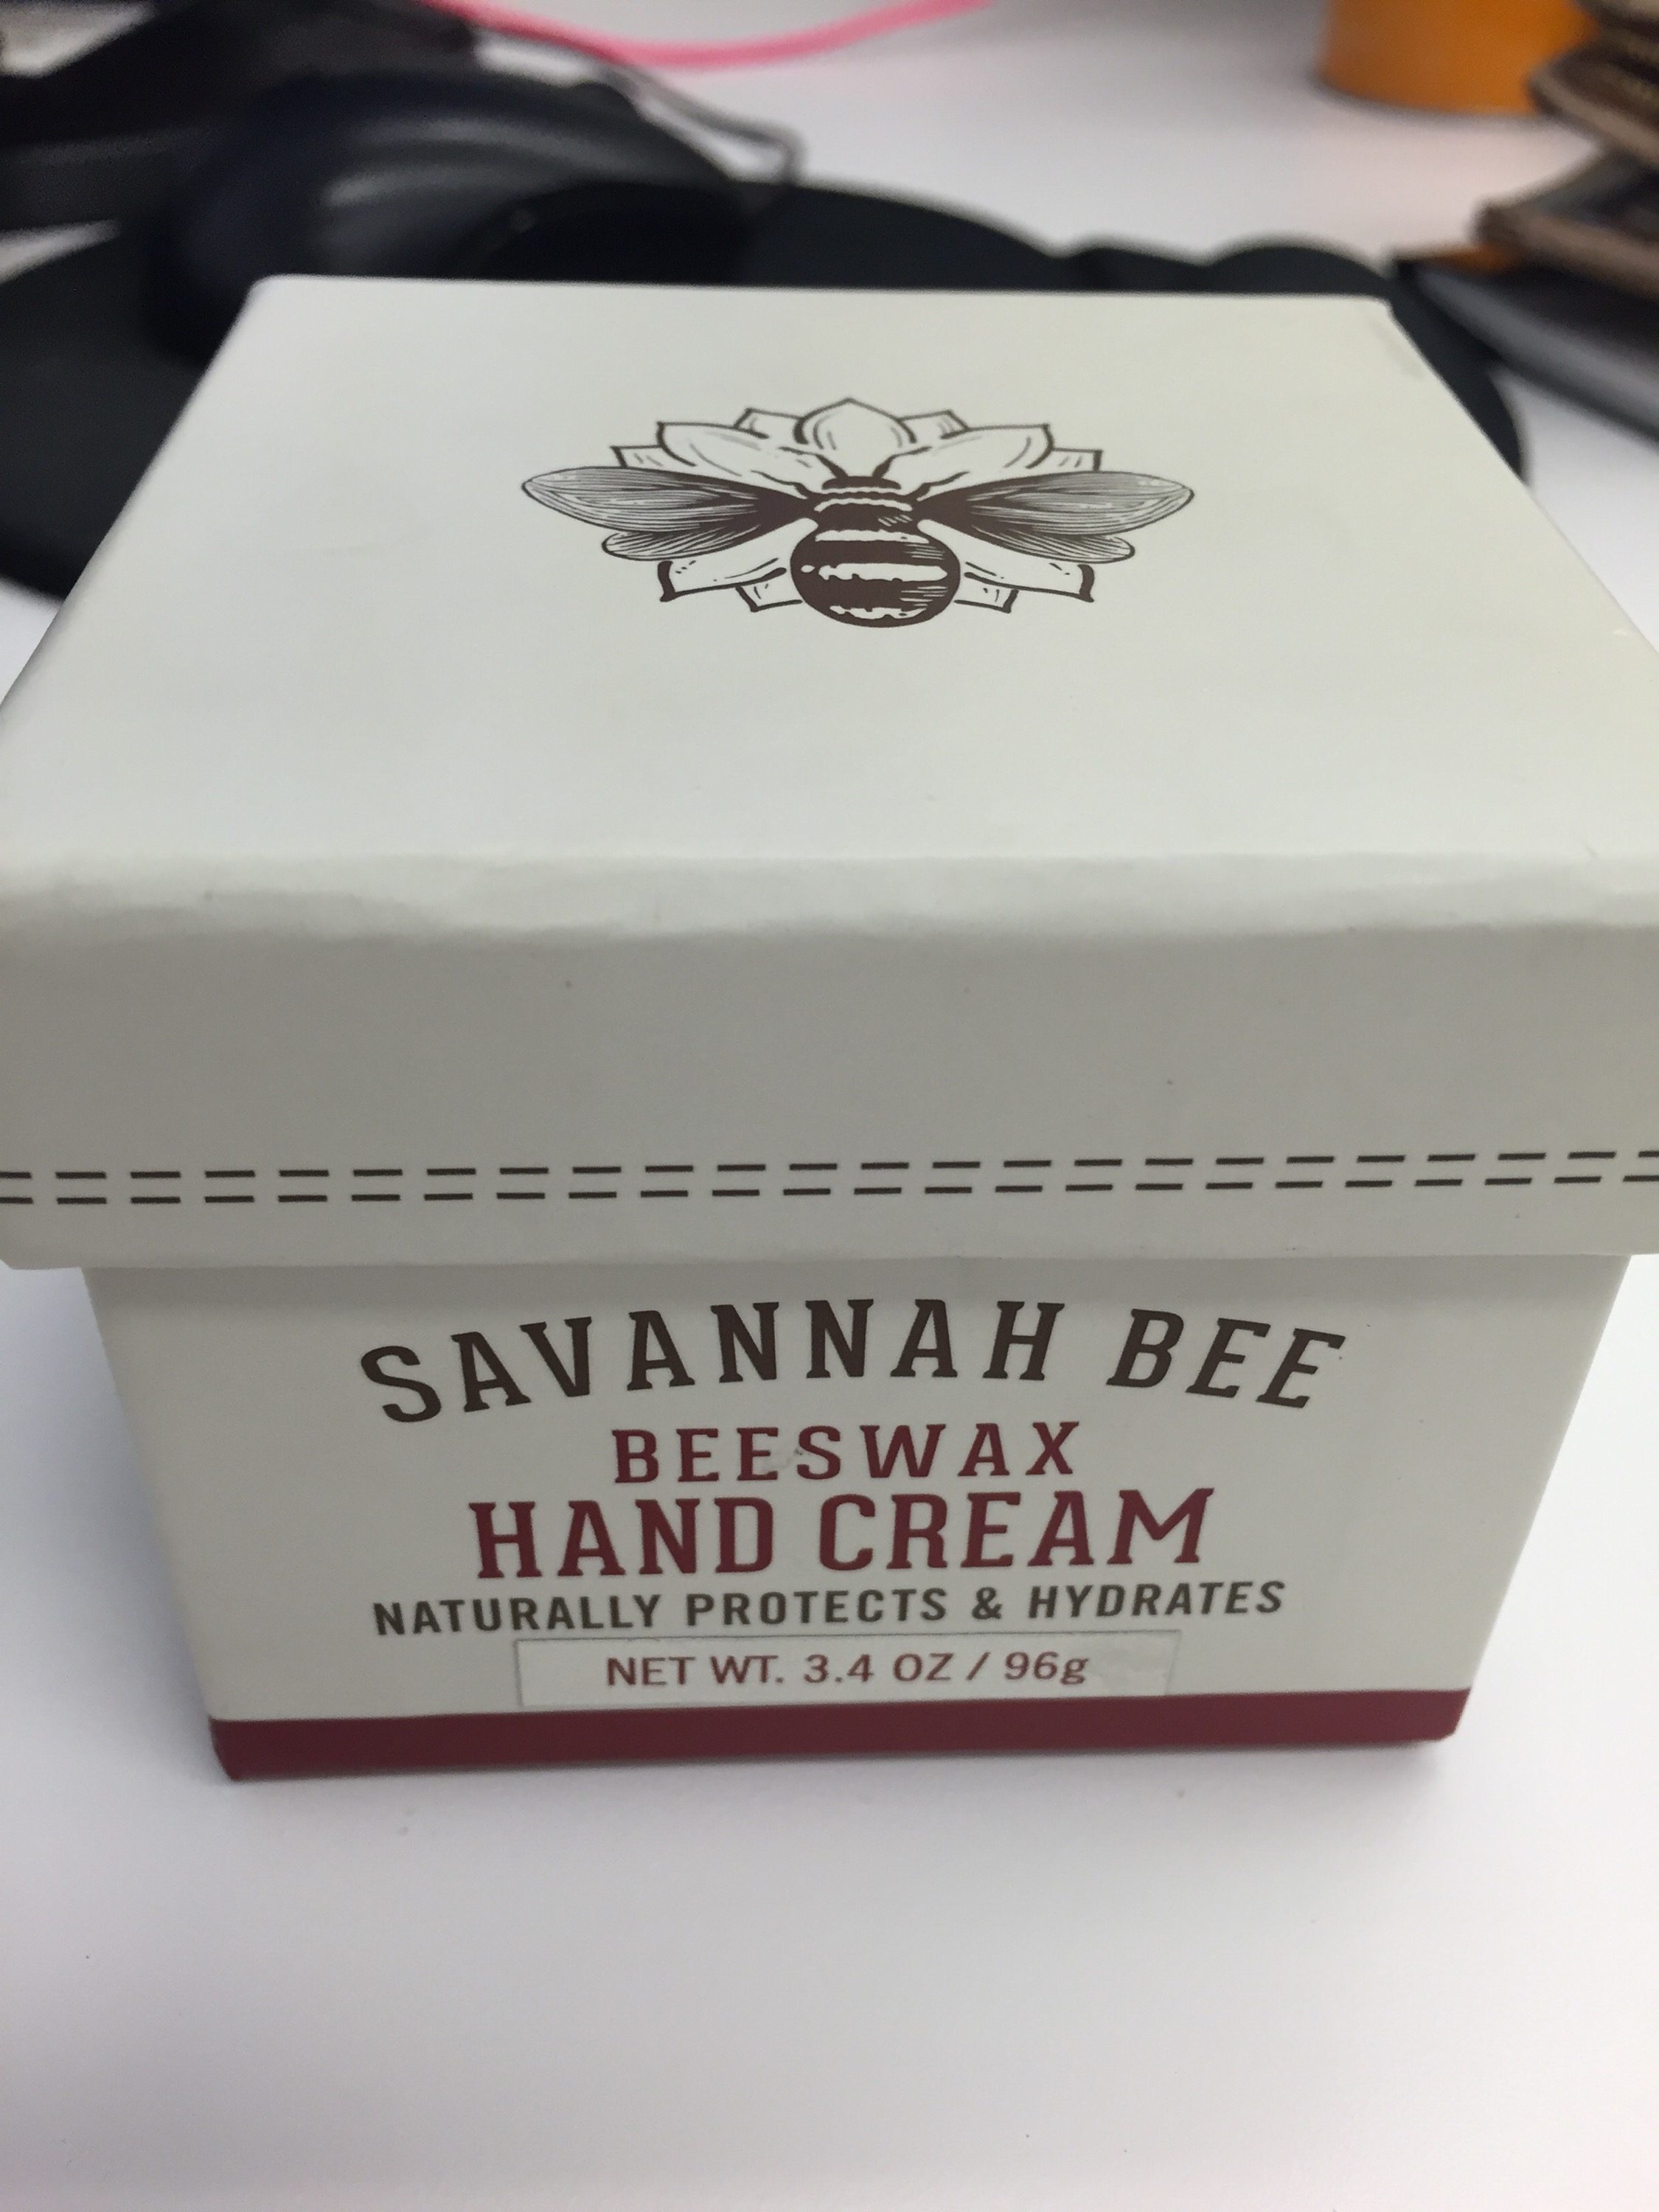 SAVANNAH BEE
BEESWAX
HAND CREAM
NATURALLY PROTECTS & HYDRATES
NET WT. 3.4 OZ / 96g